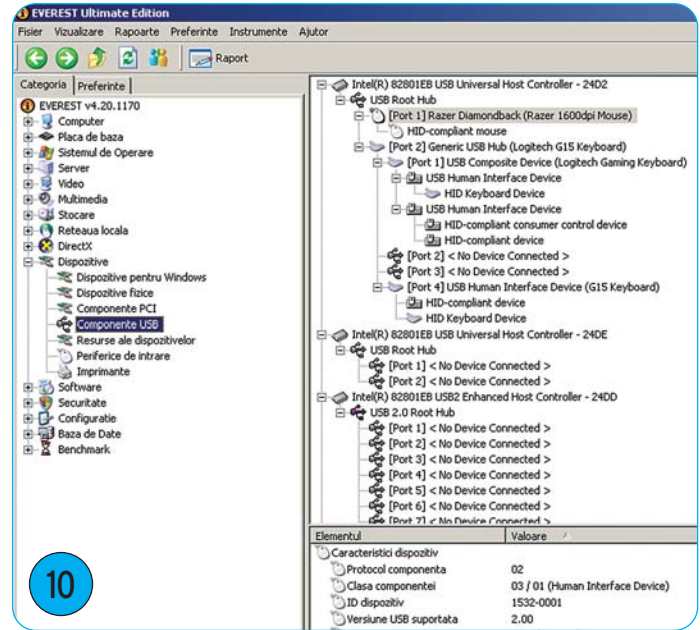 EVEREST Ultimate Edition
Fisier Vizualizare Rapoarte Preferinte Instrumente Ajutor
Raport
Categoria Preferinte
EVEREST v4.20.1170
Computer
Placa de baza
Sistemul de Operare
Server
Video
Multimedia
Stocare
Reteaua locala
DirectX
Dispozitive
Dispozitive pentru Windows
Dispozitive fizice
Componente PCI
Componente USB
Resurse ale dispozitivelor
Periferice de intrare
Imprimante
Software
Securitate
Configuratie
Baza de Date
Benchmark
Intel(R) 82801EB USB Universal Host Controller - 24D2
USB Root Hub
[Port 1] Razer Diamondback (Razer 1600dpi Mouse)
HID-compliant mouse
[Port 2] Generic USB Hub (Logitech G15 Keyboard)
[Port 1] USB Composite Device (Logitech Gaming Keyboard)
USB Human Interface Device
HID Keyboard Device
USB Human Interface Device
HID-compliant consumer control device
HID-compliant device
[Port 2] < No Device Connected >
[Port 3] < No Device Connected >
[Port 4] USB Human Interface Device (G15 Keyboard)
HID-compliant device
HID Keyboard Device
Intel(R) 82801EB USB Universal Host Controller - 24DE
USB Root Hub
[Port 1] < No Device Connected >
[Port 2] < No Device Connected >
Intel(R) 82801EB USB2 Enhanced Host Controller - 24DD
USB 2.0 Root Hub
[Port 1] < No Device Connected >
[Port 2] < No Device Connected >
[Port 3] < No Device Connected >
[Port 4] < No Device Connected >
[Port 5] < No Device Connected >
[Port 6] < No Device Connected >
[Port 7] < No Device Connected >
Elementul Valoare
Caracteristici dispozitiv
Protocol componenta 02
Clasa componentei 03 / 01 (Human Interface Device)
ID dispozitiv 1532-0001
Versiune USB suportata 2.00
10